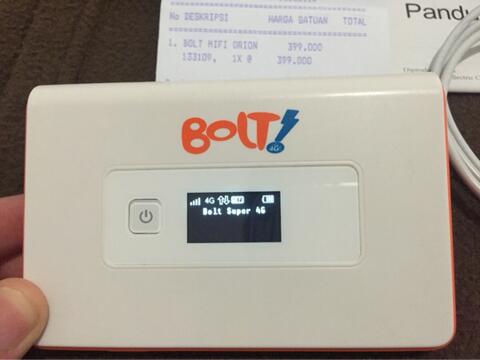 No DESKRIPSI HARGA SATUAN TOTAL
1. BOLT MIFI ORION 399.000
133109, 1X @ 399.000
Pandu
BOLT!
4G
4G
Bolt Super 4G